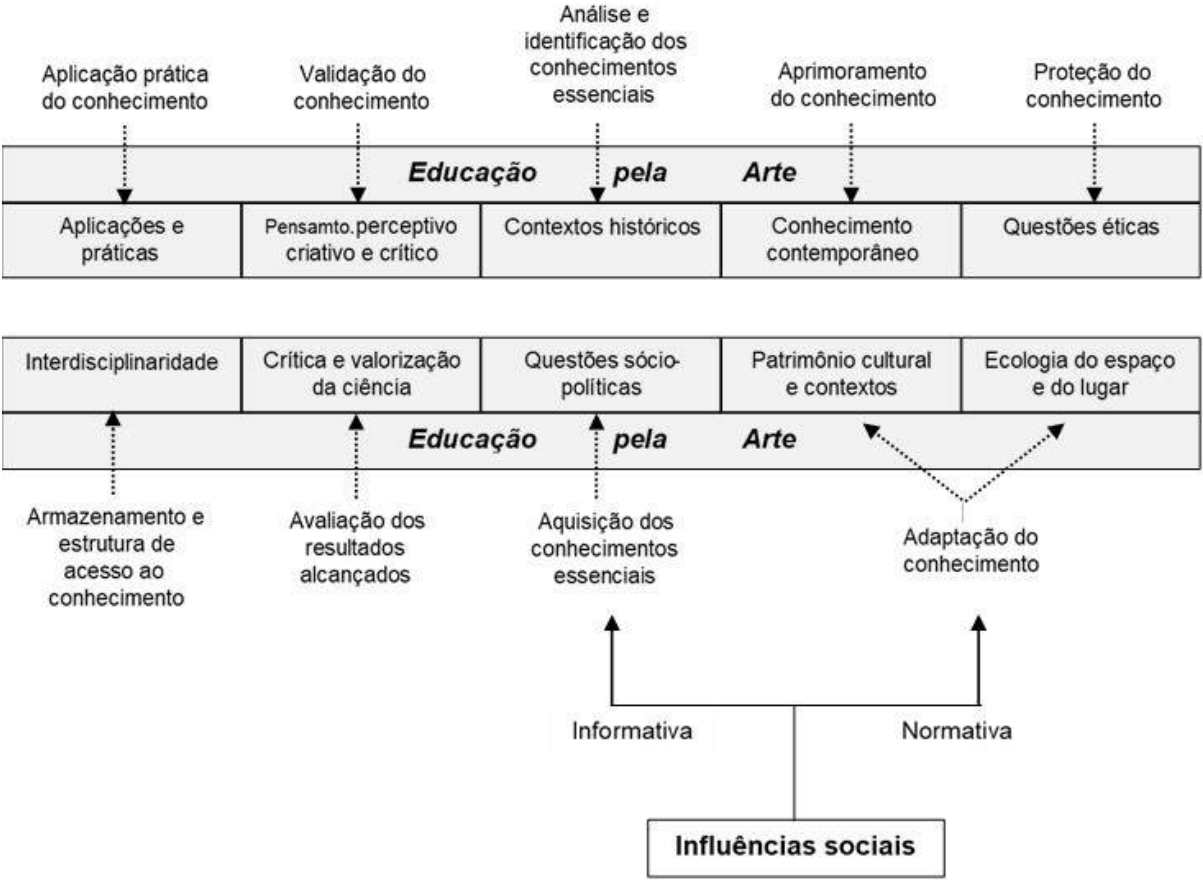 Aplicação prática
do conhecimento
Validação do
conhecimento
Análise e
identificação dos
conhecimentos
essenciais
Aprimoramento
do conhecimento
Proteção do
conhecimento
Educação pela Arte
Aplicações e
práticas
Pensamto.perceptivo
criativo e crítico
Contextos históricos
Conhecimento
contemporâneo
Questões éticas
Interdisciplinaridade
Crítica e valorização
da ciência
Questões sócio-
políticas
Patrimônio cultural
e contextos
Ecologia do espaço
e do lugar
Educação pela Arte
Armazenamento e
estrutura de
acesso ao
conhecimento
Avaliação dos
resultados
alcançados
Aquisição dos
conhecimentos
essenciais
Adaptação do
conhecimento
Informativa
Normativa
Influências sociais